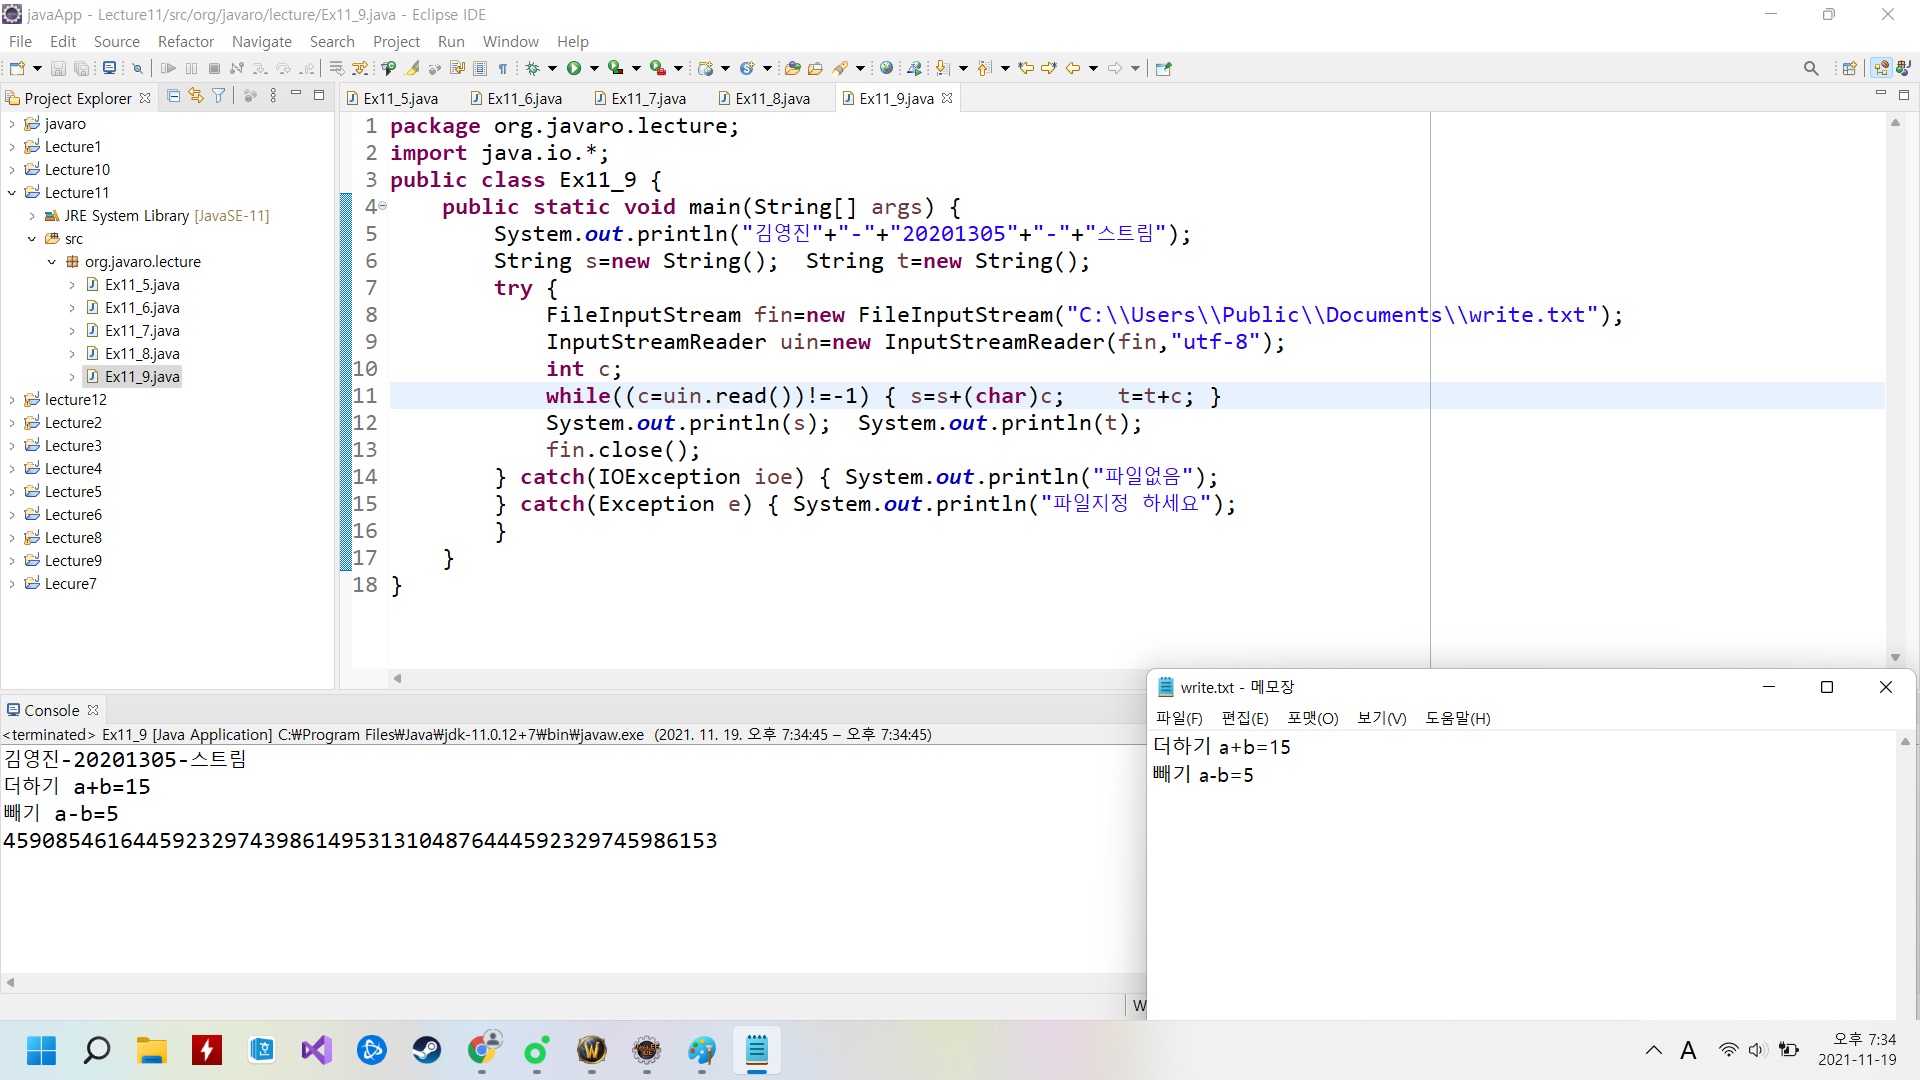 javaApp - Lecture11/src/org/javaro/lecture/Ex11_9.java - Eclipse IDE
File Edit Source Refactor Navigate Search Project Run Window Help
Project Explorer
javaro
Lecture1
Lecture10
Lecture11
JRE System Library [JavaSE-11]
src
org.javaro.lecture
Ex11_5.java
Ex11_6.java
Ex11_7.java
Ex11_8.java
Ex11_9.java
lecture12
Lecture2
Lecture3
Lecture4
Lecture5
Lecture6
Lecture8
Lecture9
Lecure7
Ex11_5.java Ex11_6.java Ex11_7.java Ex11_8.java Ex11_9.java
1 package org.javaro.lecture;
2 import java.io.*;
3 public class Ex11_9 {
4 public static void main(String[] args) {
5 System.out.println("김영진"+"-"+"20201305"+"-"+"스트림");
6 String s=new String(); String t=new String();
7 try {
8 FileInputStream fin=new FileInputStream("C:\\Users\\Public\\Documents\\write.txt");
9 InputStreamReader uin=new InputStreamReader(fin,"utf-8");
10 int c;
11 while((c=uin.read())!=-1) { s=s+(char)c; t=t+c; }
12 System.out.println(s); System.out.println(t);
13 fin.close();
14 } catch(IOException ioe) { System.out.println("파일없음");
15 } catch(Exception e) { System.out.println("파일지정 하세요");
16 }
17 }
18 }
Console
<terminated> Ex11_9 [Java Application] C:₩Program Files₩Java₩jdk-11.0.12+7₩bin₩javaw.exe (2021. 11. 19. 오후 7:34:45 – 오후 7:34:45)
김영진-20201305-스트림
더하기 a+b=15
빼기 a-b=5
4590854616445923297439861495313104876444592329745986153
W
write.txt - 메모장
파일(F) 편집(E) 포맷(O) 보기(V) 도움말(H)
더하기 a+b=15
빼기 a-b=5
A
오후 7:34
2021-11-19